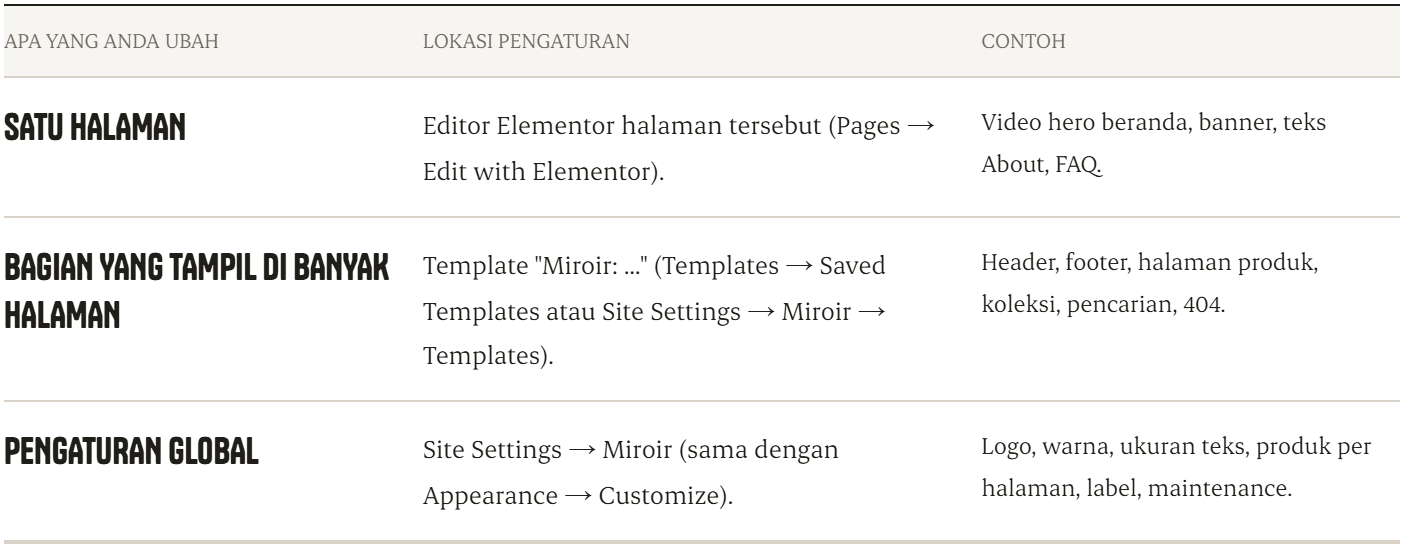 APA YANG ANDA UBAH
LOKASI PENGATURAN
CONTOH
SATU HALAMAN
Editor Elementor halaman tersebut (Pages →
Edit with Elementor).
Video hero beranda, banner, teks
About, FAQ.
BAGIAN YANG TAMPIL DI BANYAK
HALAMAN
Template "Miroir: ..." (Templates → Saved
Templates atau Site Settings → Miroir →
Templates).
Header, footer, halaman produk,
koleksi, pencarian, 404.
PENGATURAN GLOBAL
Site Settings → Miroir (sama dengan
Appearance → Customize).
Logo, warna, ukuran teks, produk per
halaman, label, maintenance.